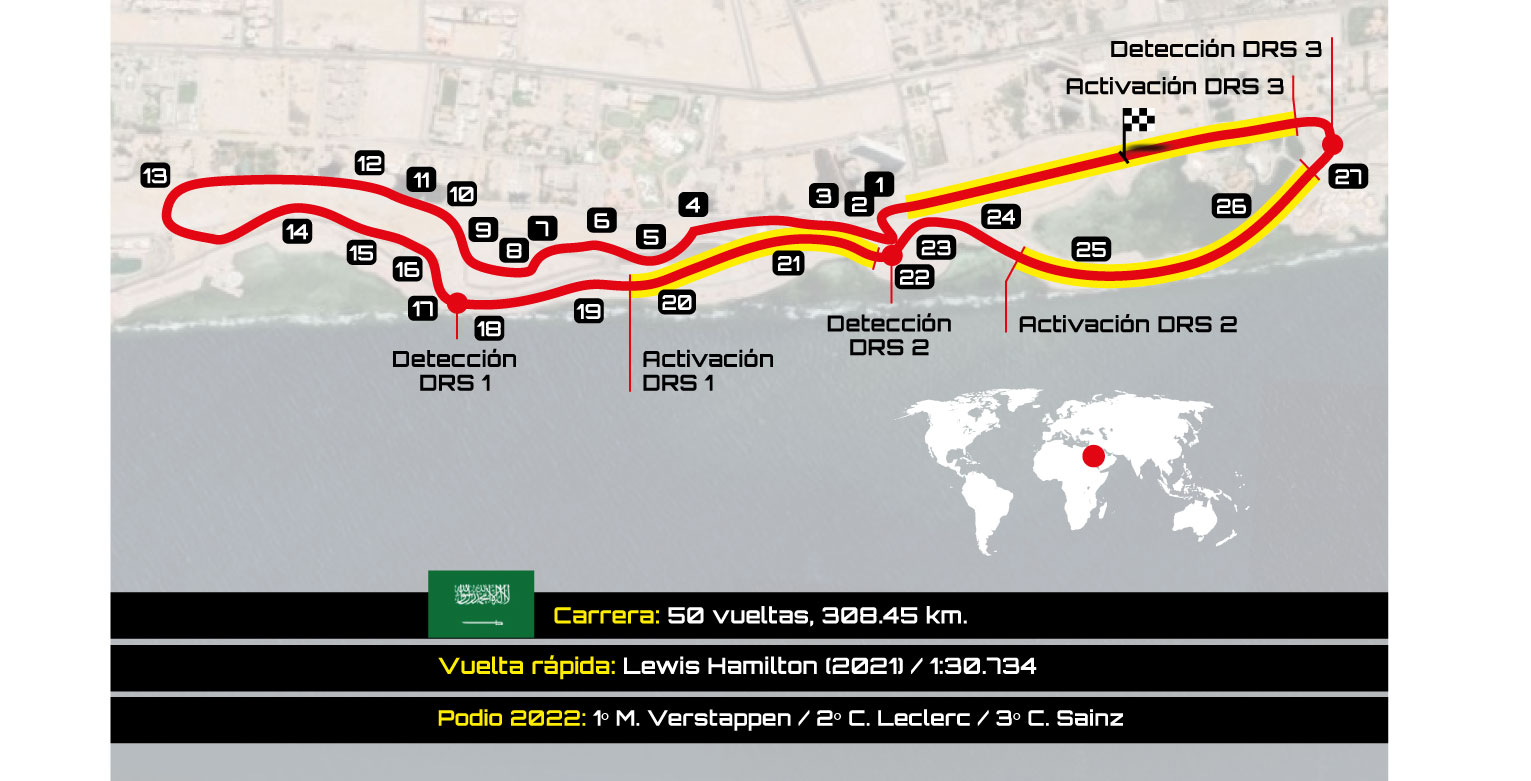 Detección DRS 3
Activación DRS 3
13
12
11
10
9
8
7
6
5
4
3
2
1
14
15
16
17
18
19
20
21
22
23
24
25
26
27
Detección
DRS 1
Activación
DRS 1
Detección
DRS 2
Activación DRS 2
Carrera: 50 vueltas, 308.45 km.
Vuelta rápida: Lewis Hamilton (2021) / 1:30.734
Podio 2022: 1º M. Verstappen / 2º C. Leclerc / 3º C. Sainz